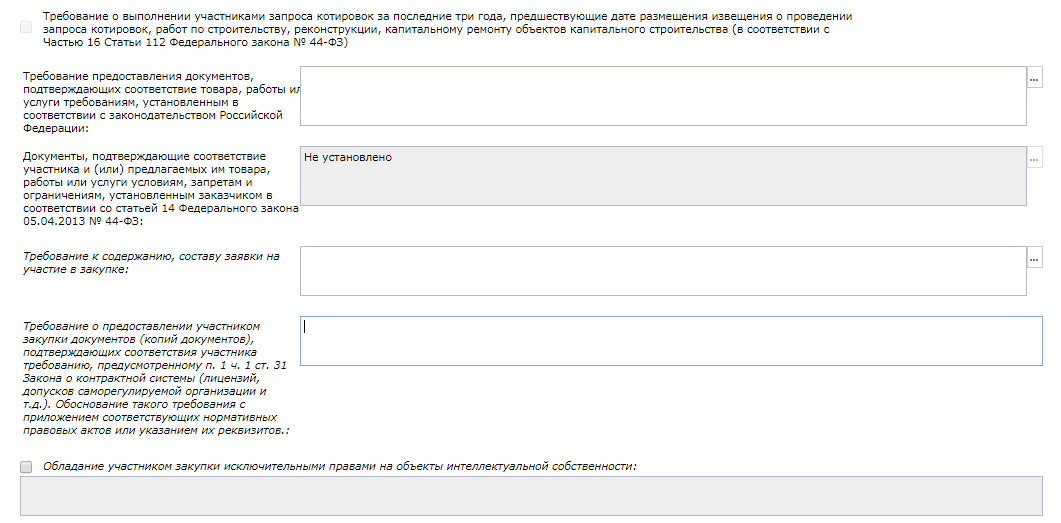 Требование о выполнении участниками запроса котировок за последние три года, предшествующие дате размещения извещения о проведении
запроса котировок, работ по строительству, реконструкции, капитальному ремонту объектов капитального строительства (в соответствии с
Частью 16 Статьи 112 Федерального закона № 44-ФЗ)
Требование предоставления документов,
подтверждающих соответствие товара, работы ил
услуги требованиям, установленным в
соответствии с законодательством Российской
Федерации:
...
Документы, подтверждающие соответствие
участника и (или) предлагаемых им товара,
работы или услуги условиям, запретам и
ограничениям, установленным заказчиком в
соответствии со статьей 14 Федерального закона
05.04.2013 № 44-ФЗ:
Не установлено
...
Требование к содержанию, составу заявки на
участие в закупке:
...
Требование о предоставлении участником
закупки документов (копий документов),
подтверждающих соответствия участника
требованию, предусмотренному п. 1 ч. 1 ст. 31
Закона о контрактной системы (лицензий,
допусков саморегулируемой организации и
т.д.). Обоснование такого требования с
приложением соответствующих нормативных
правовых актов или указанием их реквизитов.:
Обладание участником закупки исключительными правами на объекты интеллектуальной собственности: